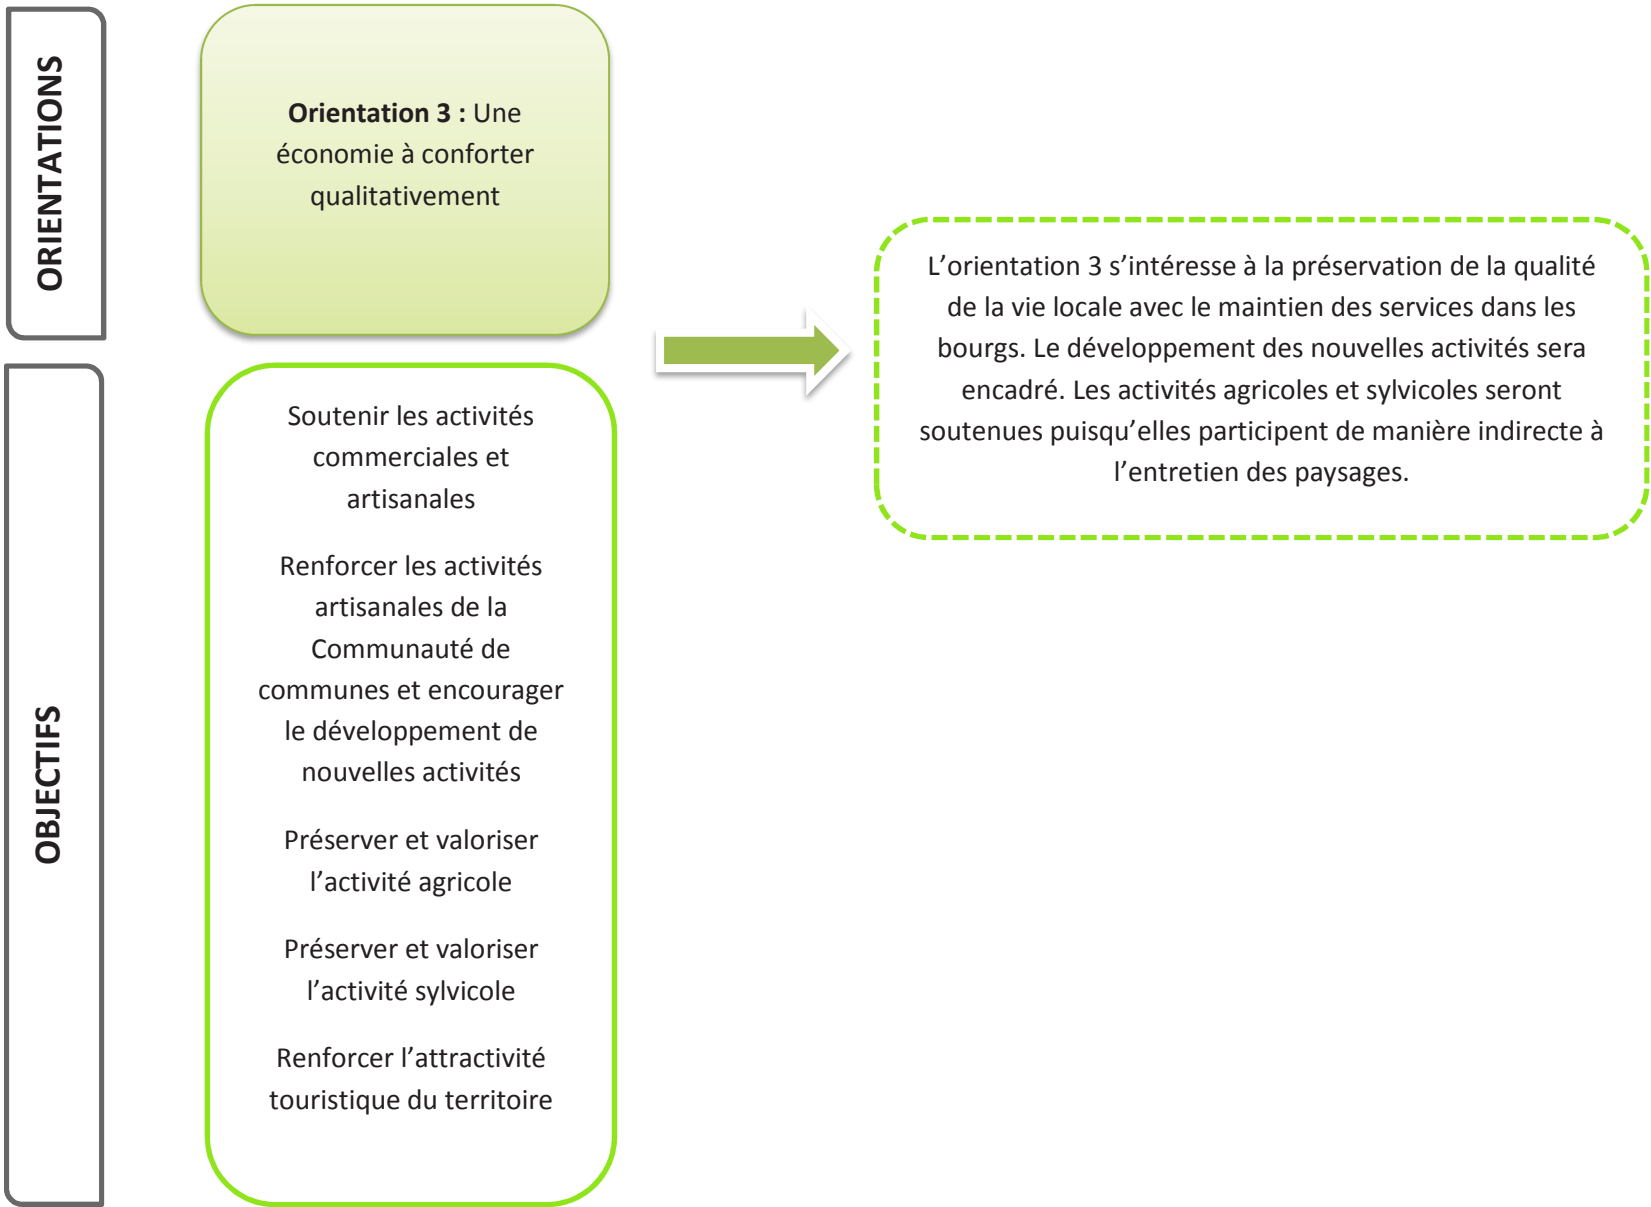 ORIENTATIONS
Orientation 3 : Une
économie à conforter
qualitativement
L’orientation 3 s’intéresse à la préservation de la qualité
de la vie locale avec le maintien des services dans les
bourgs. Le développement des nouvelles activités sera
encadré. Les activités agricoles et sylvicoles seront
soutenues puisqu’elles participent de manière indirecte à
l’entretien des paysages.
OBJECTIFS
Soutenir les activités
commerciales et
artisanales
Renforcer les activités
artisanales de la
Communauté de
communes et encourager
le développement de
nouvelles activités
Préserver et valoriser
l’activité agricole
Préserver et valoriser
l’activité sylvicole
Renforcer l’attractivité
touristique du territoire